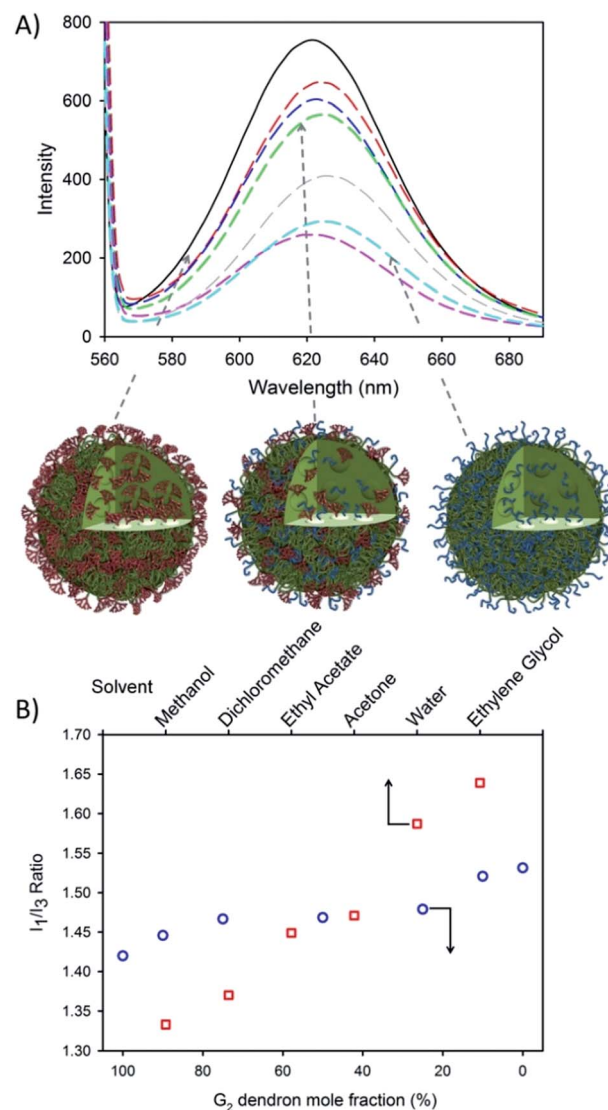 A)
800
600
400
200
0
Intensity
560 580 600 620 640 660 680
Wavelength (nm)
B)
Solvent
Methanol
Dichloromethane
Ethyl Acetate
Acetone
Water
Ethylene Glycol
1.70
1.65
1.60
1.55
1.50
1.45
1.40
1.35
1.30
I1/I3 Ratio
100 80 60 40 20 0
G2 dendron mole fraction (%)